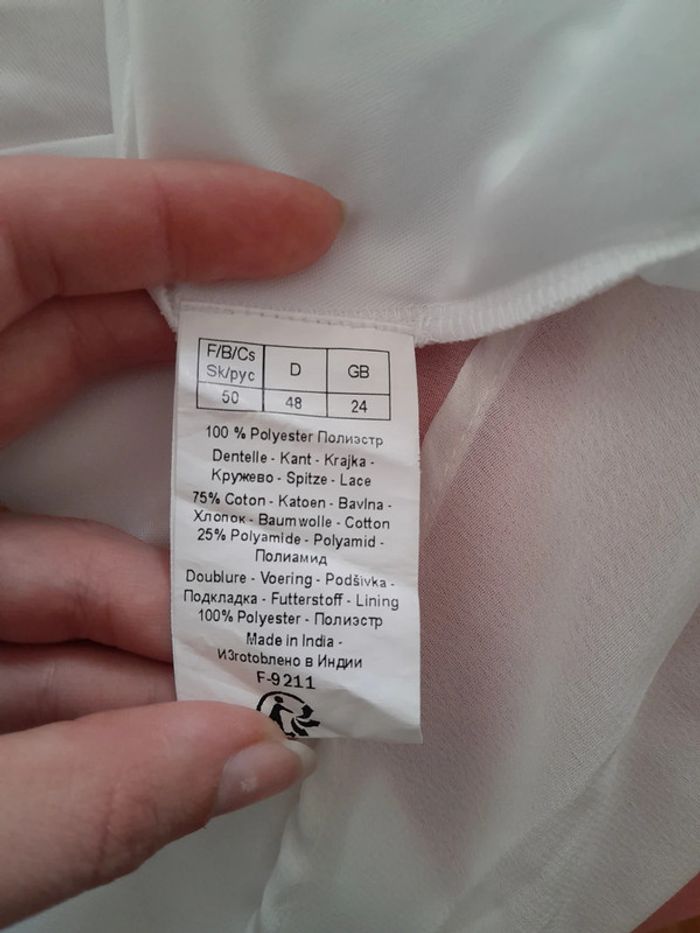 F/B/Cs Sk/рус D GB
50 48 24
100 % Polyester Полиэстр
Dentelle - Kant - Krajka -
Кружево - Spitze - Lace
75% Coton - Katoen - Bavlna -
Хлопок - Baumwolle - Cotton
25% Polyamide - Polyamid -
Полиамид
Doublure - Voering - Podšívka -
Подкладка - Futterstoff - Lining
100% Polyester - Полиэстр
Made in India -
Изготоblено в Индии
F-9211